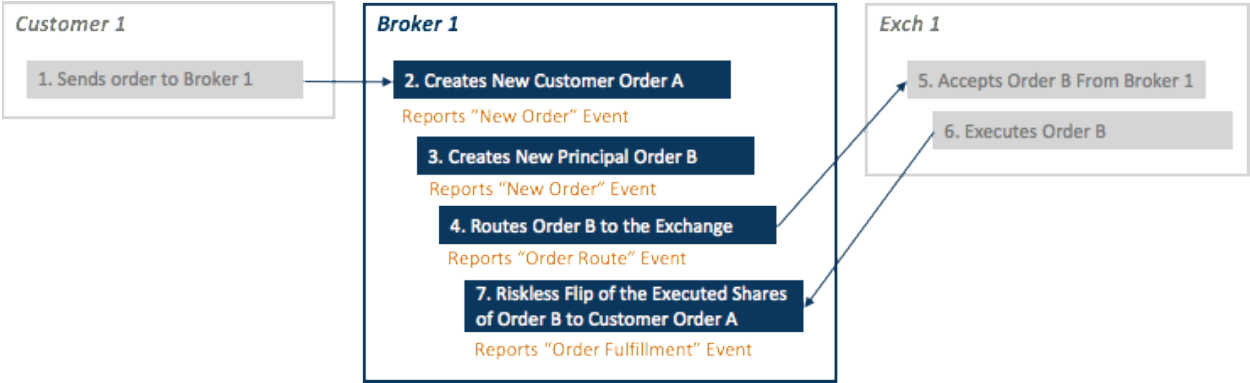 Customer 1
1. Sends order to Broker 1
Broker 1
2. Creates New Customer Order A
Reports “New Order” Event
3. Creates New Principal Order B
Reports “New Order” Event
4. Routes Order B to the Exchange
Reports “Order Route” Event
7. Riskless Flip of the Executed Shares
of Order B to Customer Order A
Reports “Order Fulfillment” Event
Exch 1
5. Accepts Order B From Broker 1
6. Executes Order B